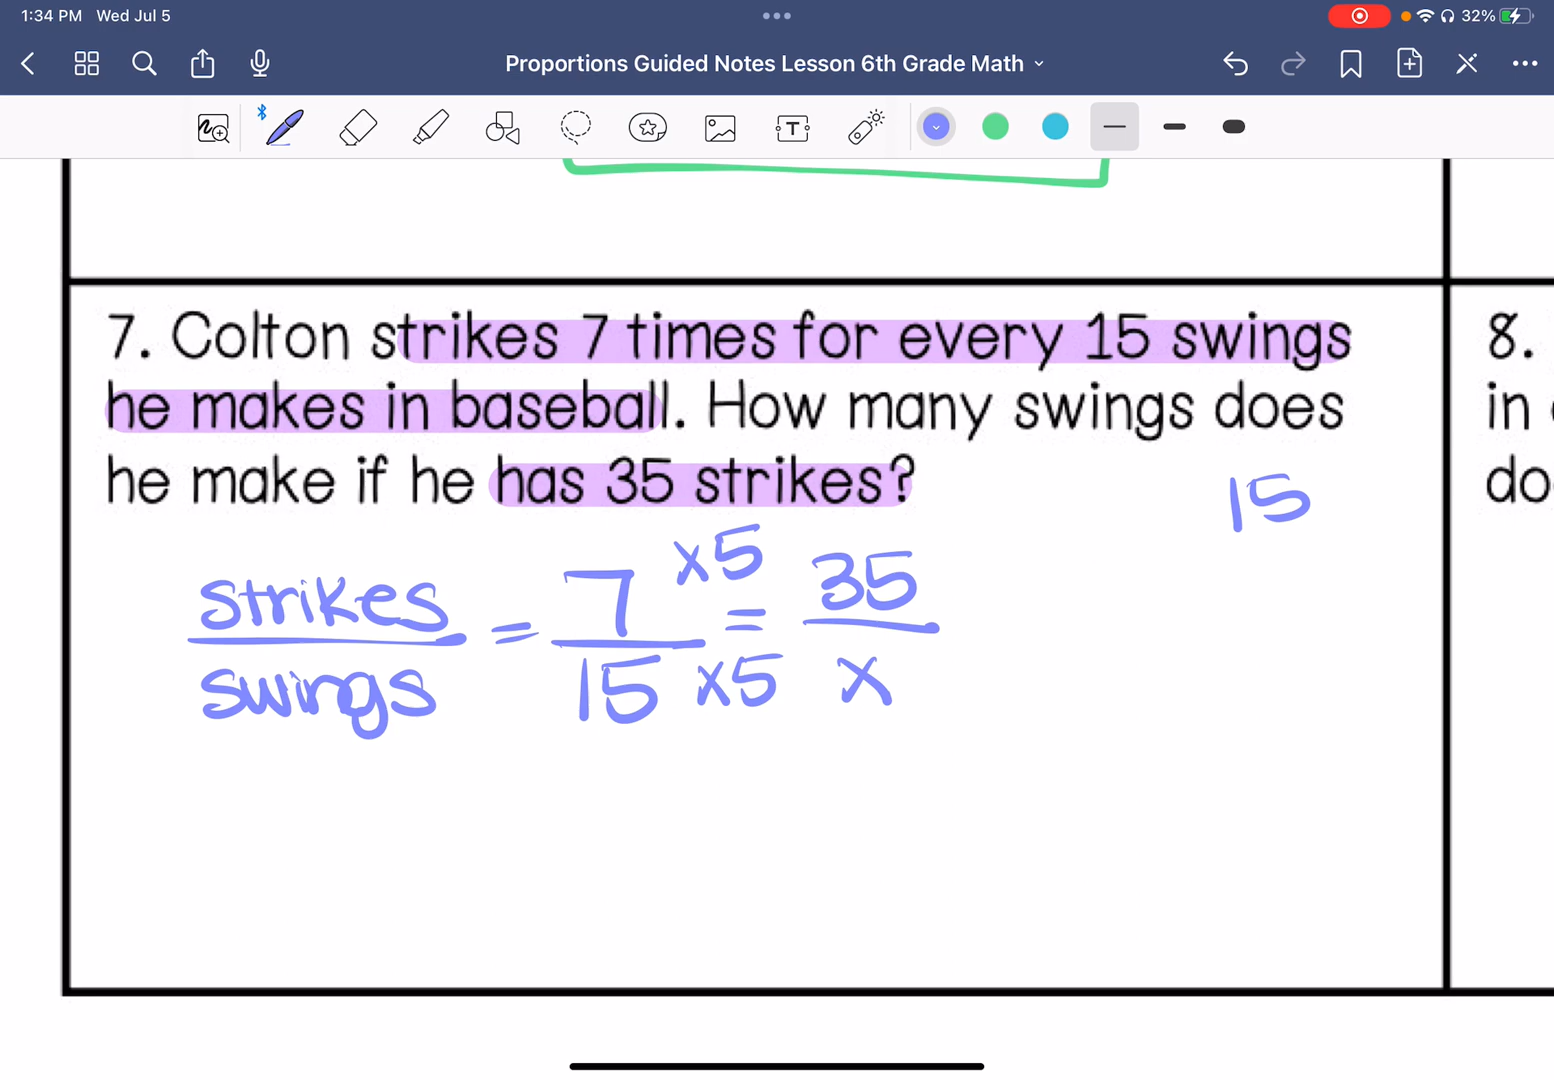 1:34 PM Wed Jul 5
32%
Proportions Guided Notes Lesson 6th Grade Math
T
7. Colton strikes 7 times for every 15 swings
he makes in baseball. How many swings does
he make if he has 35 strikes?
8.
in
do
15
strikes / swings = 7 / 15 = 35 / x
x5
x5